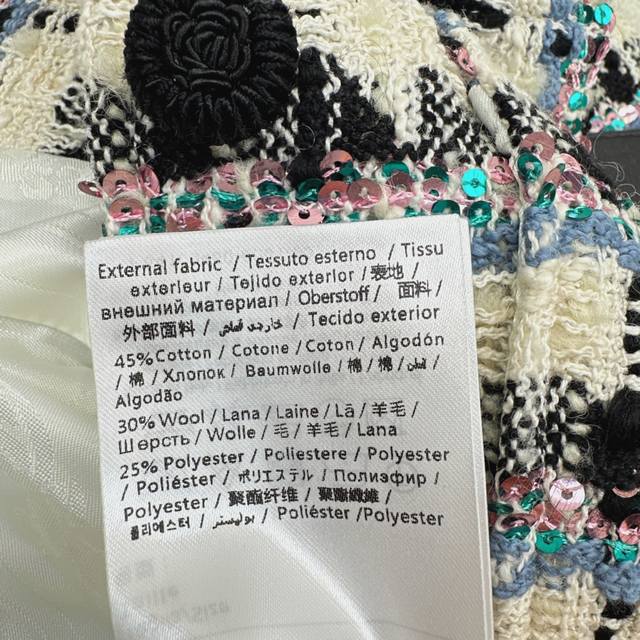 External fabric / Tessuto esterno / Tissu
exterieur / Tejido exterior / 表地 /
внешний материал / Oberstoff / 面料 /
外部面料 / خارجي قماش / Tecido exterior
45%Cotton / Cotone / Coton / Algodón
/ 棉 / Хлопок / Baumwolle / 棉 / 棉 /
Algodão
30% Wool / Lana / Laine / Lã / 羊毛 /
Шерсть / Wolle / 毛 / 羊毛 / Lana
25% Polyester / Poliestere / Polyester
/ Poliéster / ポリエステル / Полиэфир /
Polyester / 聚酯纤维 / 聚酯纖維 /
폴리에스터 / بوليستر / Poliéster /Polyester